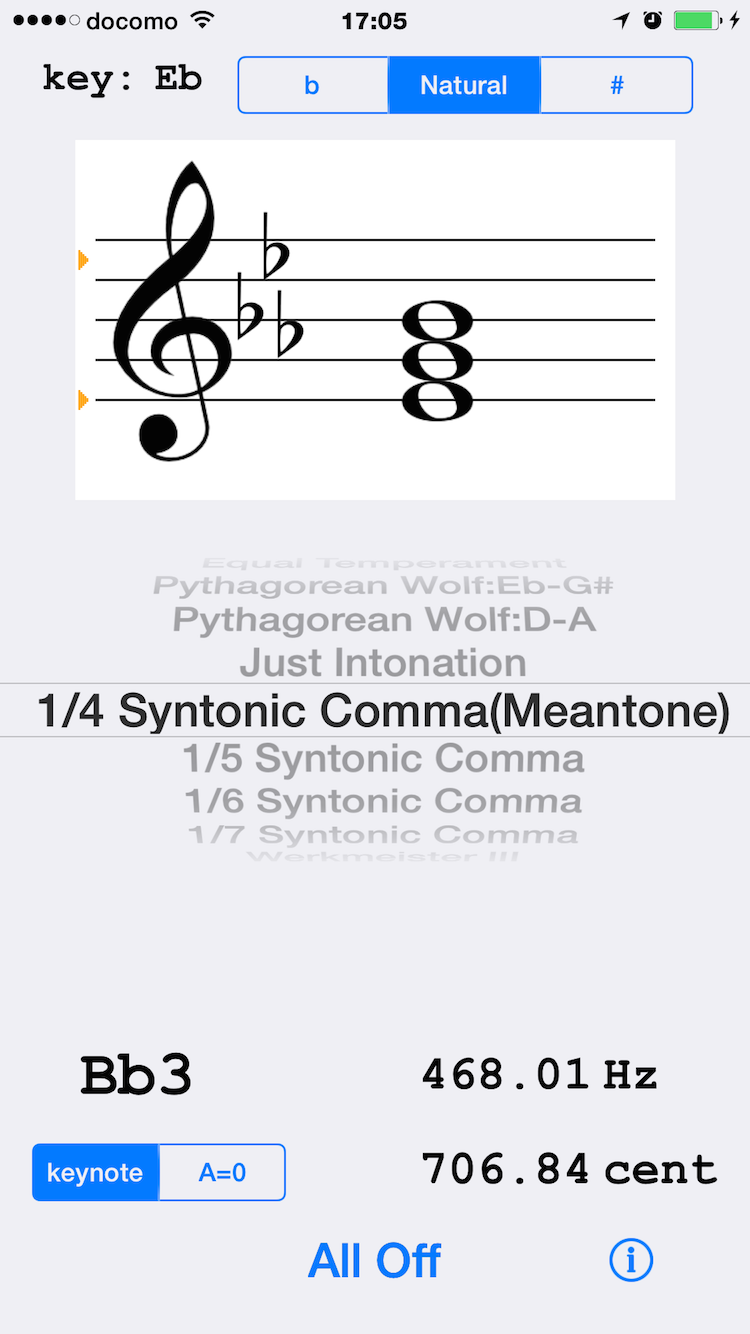 docomo 17:05
key: Eb b Natural #
Equal Temperament
Pythagorean Wolf:Eb-G#
Pythagorean Wolf:D-A
Just Intonation
1/4 Syntonic Comma(Meantone)
1/5 Syntonic Comma
1/6 Syntonic Comma
1/7 Syntonic Comma
Werkmeister III
Bb3 468.01 Hz
keynote A=0 706.84 cent
All Off i